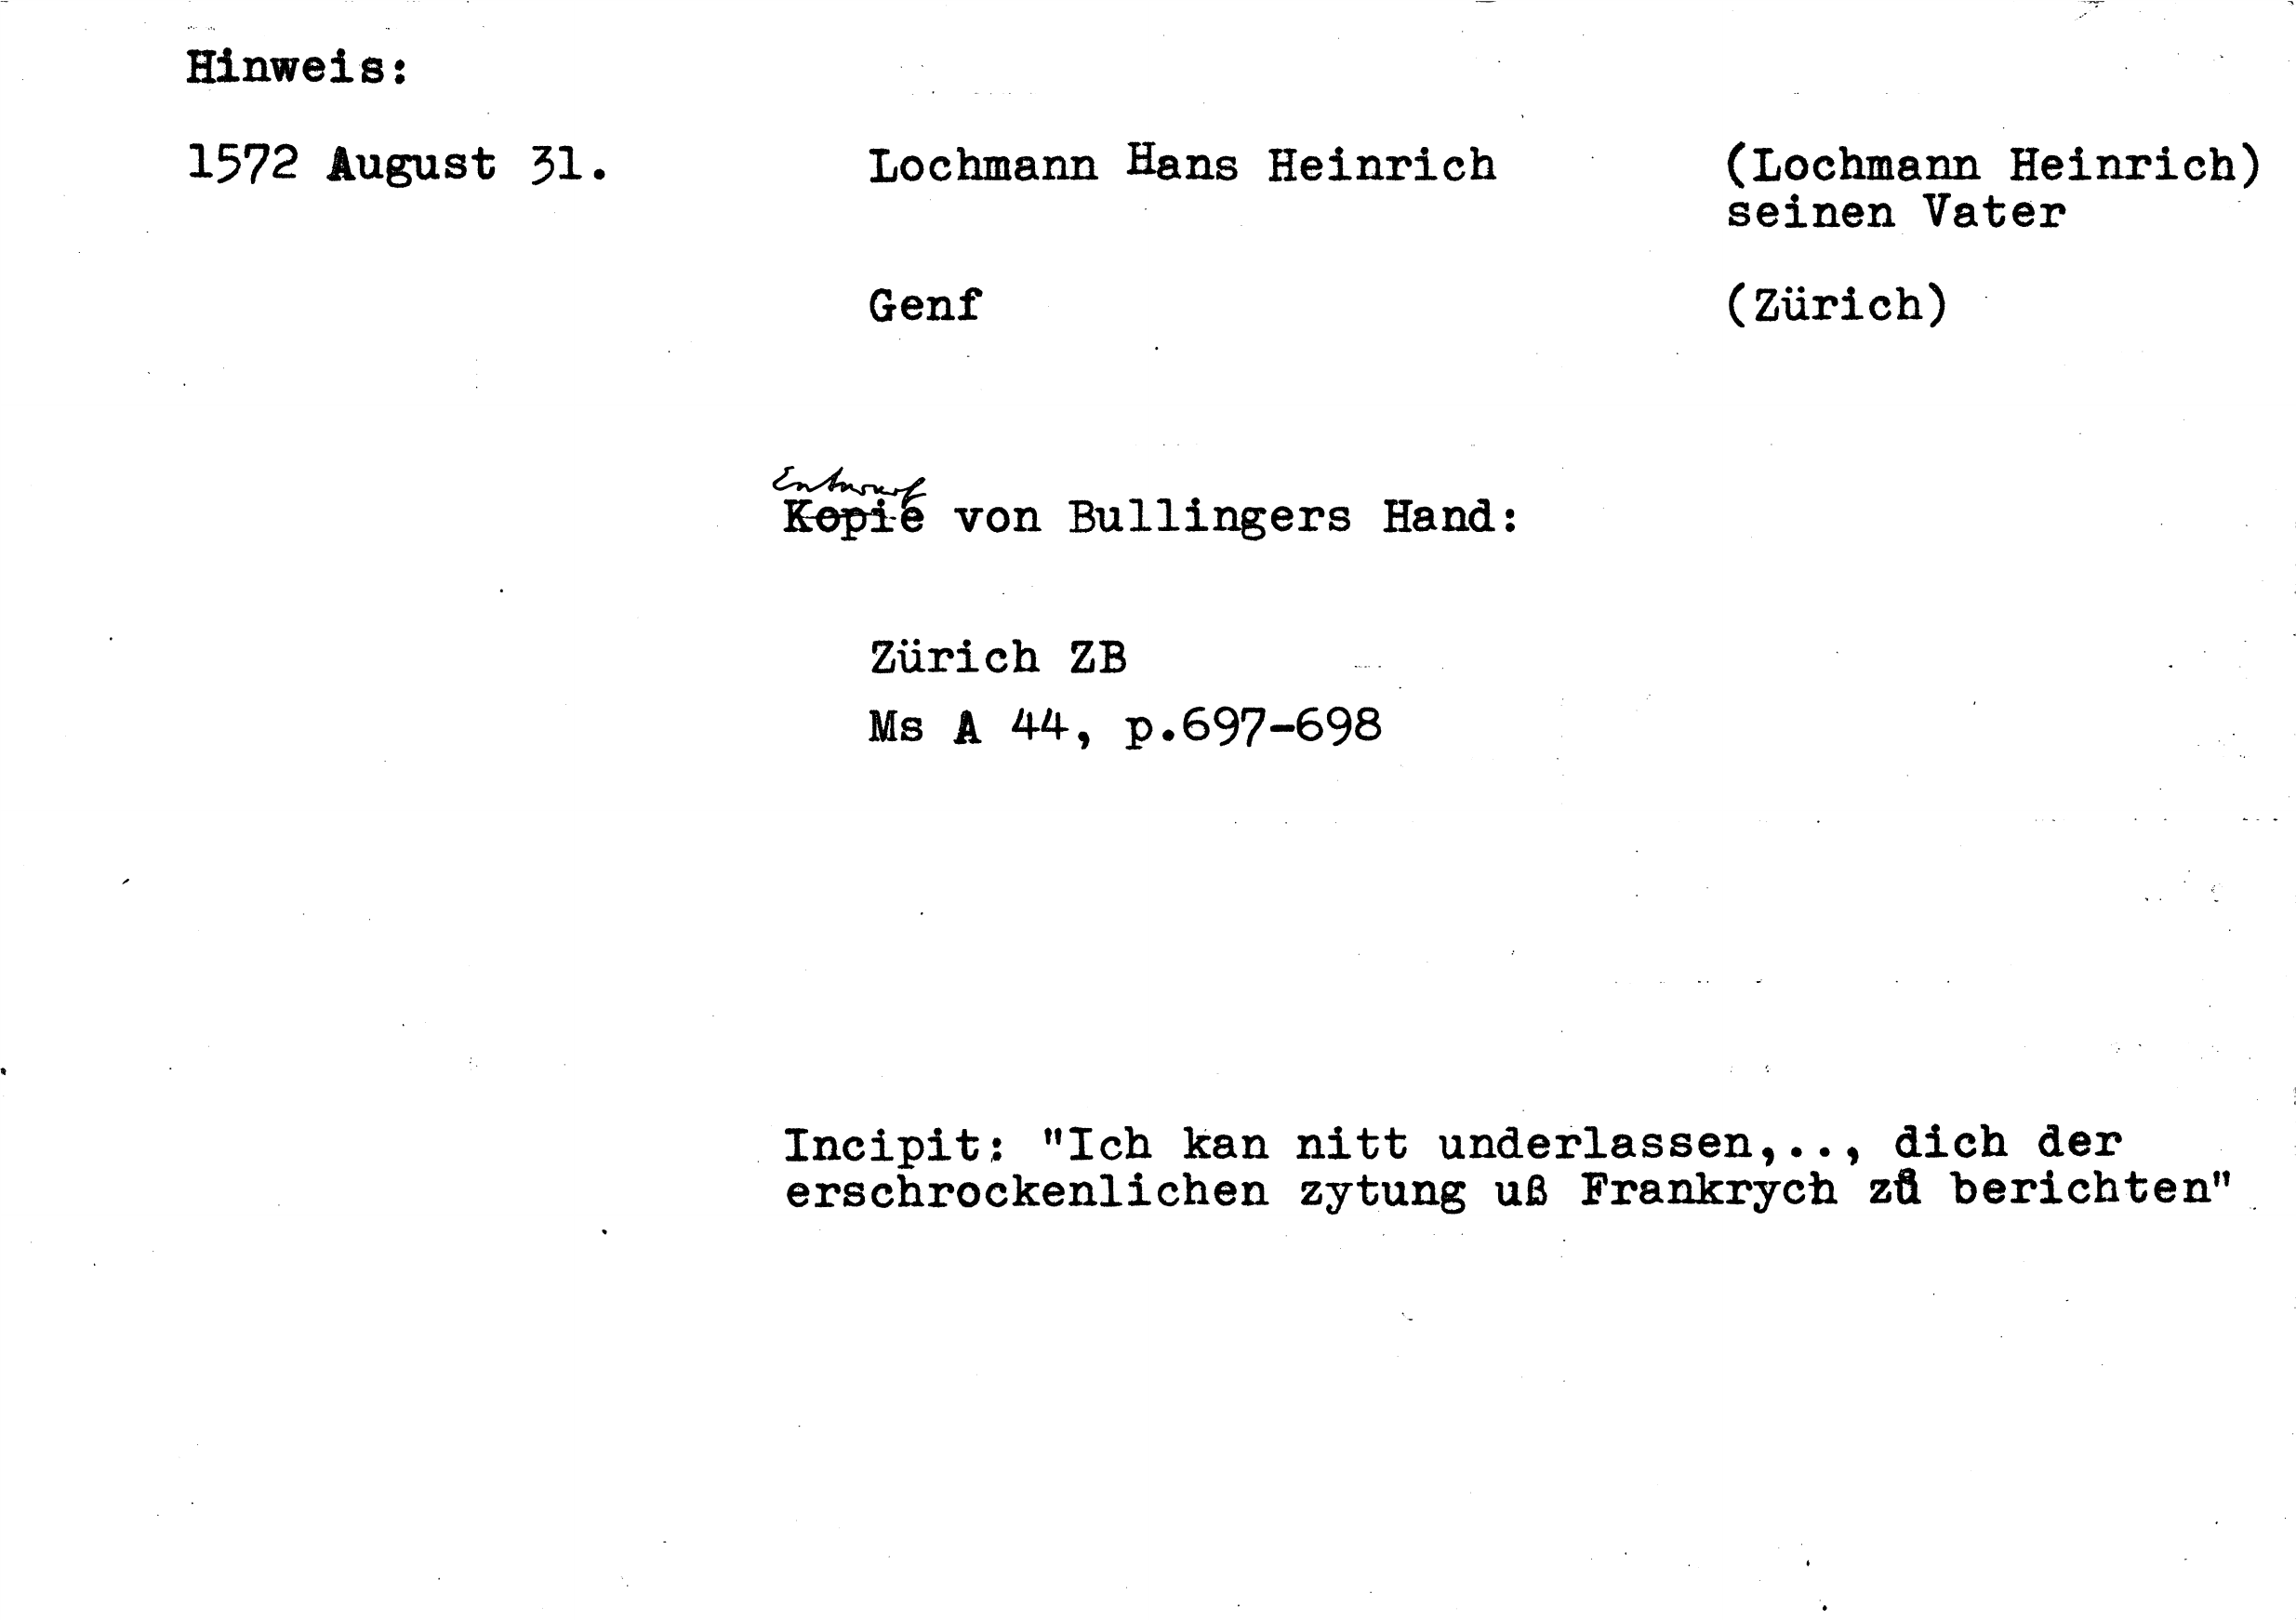 Hinweis:
1572 August 31. Lochmann Hans Heinrich (Lochmann Heinrich)
seinen Vater
Genf (Zürich)
Entwurf
Kopie von Bullingers Hand:
Zürich ZB
Ms A 44, p.697-698
Incipit: "Ich kan nitt underlassen,.., dich der
erschrockenlichen zytung uß Frankrych zů berichten"